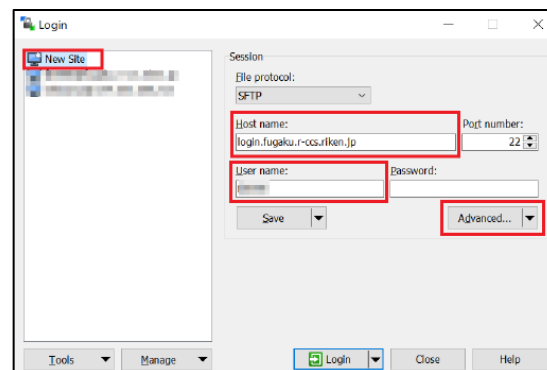 Login
New Site
Session
File protocol:
SFTP
Host name:
Port number:
login.fugaku.r-ccs.riken.jp
22
User name:
Password:
Save
Advanced...
Tools
Manage
Login
Close
Help